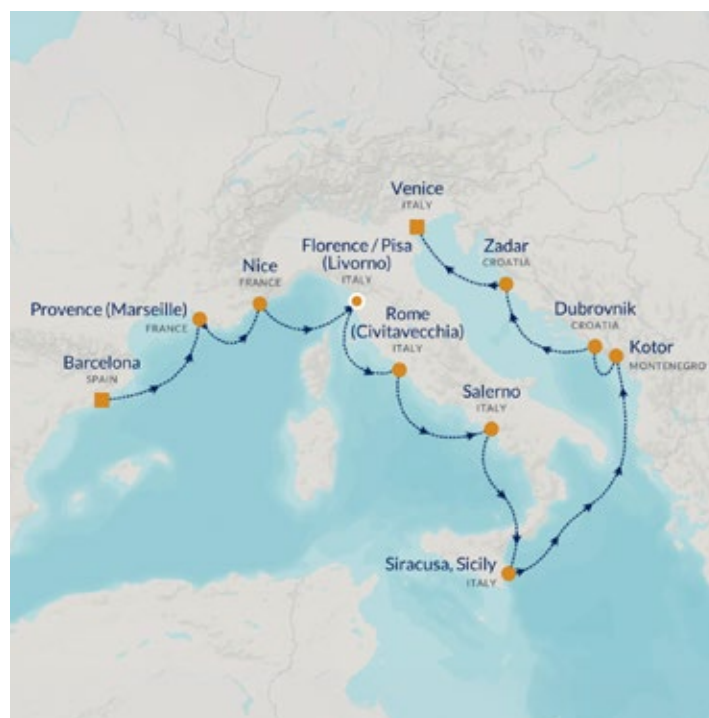 Venice
ITALY
Florence / Pisa
(Livorno)
ITALY
Zadar
CROATIA
Nice
FRANCE
Provence (Marseille)
FRANCE
Rome
(Civitavecchia)
ITALY
Dubrovnik
CROATIA
Kotor
MONTENEGRO
Barcelona
SPAIN
Salerno
ITALY
Siracusa, Sicily
ITALY